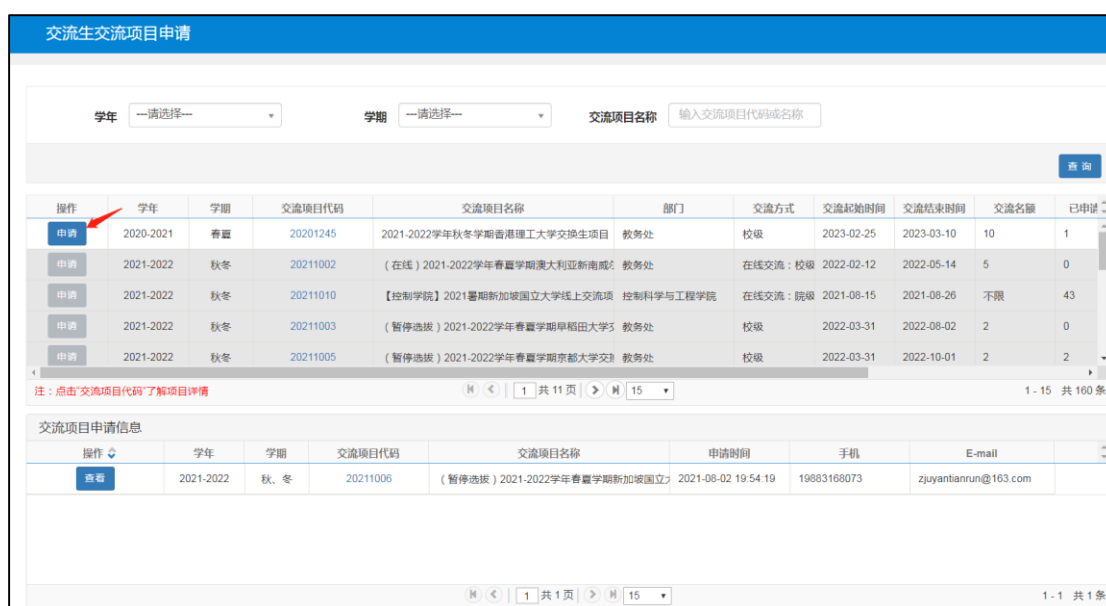 交流生交流项目申请
学年 ---请选择--- 学期 ---请选择--- 交流项目名称 输入交流项目代码或名称
查 询
操作 学年 学期 交流项目代码 交流项目名称 部门 交流方式 交流起始时间 交流结束时间 交流名额 已申请
申请 2020-2021 春夏 20201245 2021-2022学年秋冬学期香港理工大学交换生项目 教务处 校级 2023-02-25 2023-03-10 10 1
申请 2021-2022 秋冬 20211002 （在线）2021-2022学年春夏学期澳大利亚新南威 教务处 在线交流：校级 2022-02-12 2022-05-14 5 0
申请 2021-2022 秋冬 20211010 【控制学院】2021暑期新加坡国立大学线上交流项 控制科学与工程学院 在线交流：院级 2021-08-15 2021-08-26 不限 43
申请 2021-2022 秋冬 20211003 （暂停选拔）2021-2022学年春夏学期早稻田大学 教务处 校级 2022-03-31 2022-08-02 2 0
申请 2021-2022 秋冬 20211005 （暂停选拔）2021-2022学年春夏学期京都大学交 教务处 校级 2022-03-31 2022-10-01 2 2
注：点击"交流项目代码"了解项目详情 1 共 11 页 15 1 - 15 共 160 条
交流项目申请信息
操作 学年 学期 交流项目代码 交流项目名称 申请时间 手机 E-mail
查看 2021-2022 秋、冬 20211006 （暂停选拔）2021-2022学年春夏学期新加坡国立 2021-08-02 19:54:19 19883168073 zjuyantianrun@163.com
1 共 1 页 15 1 - 1 共 1 条